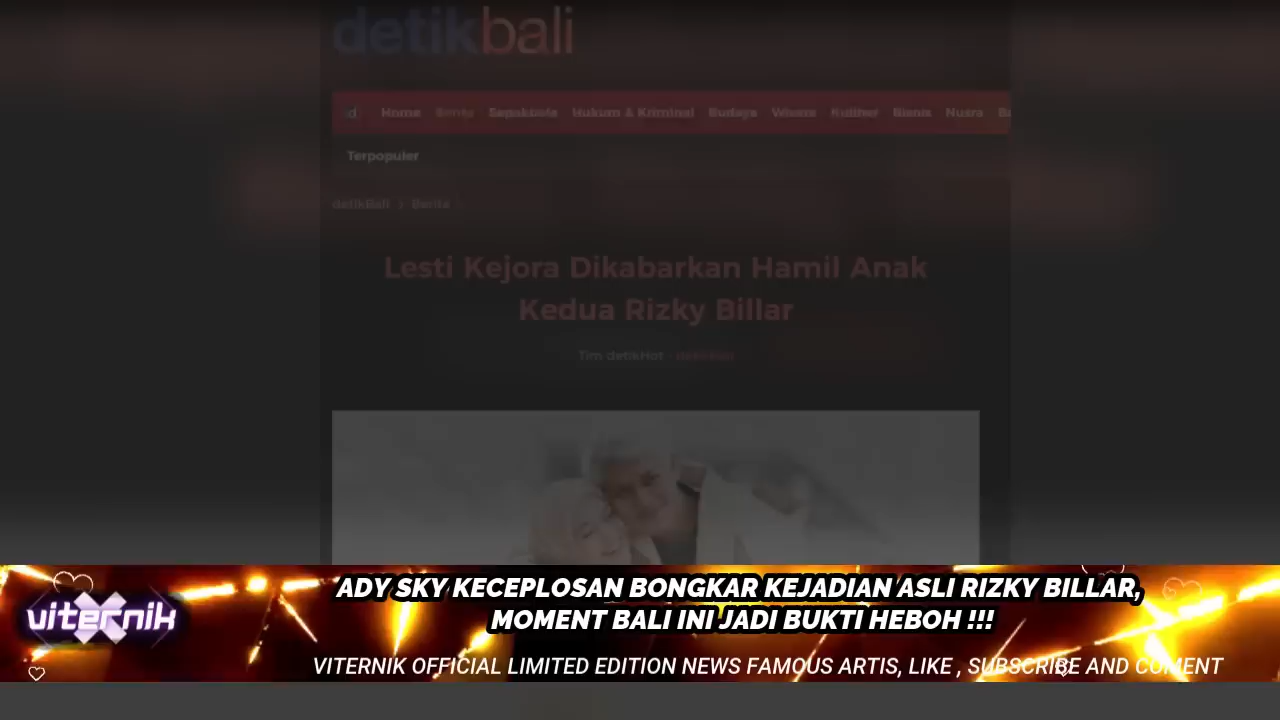 detikbali
d Home Berita Sepakbola Hukum & Kriminal Budaya Wisata Kuliner Bisnis Nusra
Terpopuler
detikBali > Berita
Lesti Kejora Dikabarkan Hamil Anak
Kedua Rizky Billar
Tim detikHot - detikBali
ADY SKY KECEPLOSAN BONGKAR KEJADIAN ASLI RIZKY BILLAR,
MOMENT BALI INI JADI BUKTI HEBOH !!!
viternik
VITERNIK OFFICIAL LIMITED EDITION NEWS FAMOUS ARTIS, LIKE , SUBSCRIBE AND COMENT